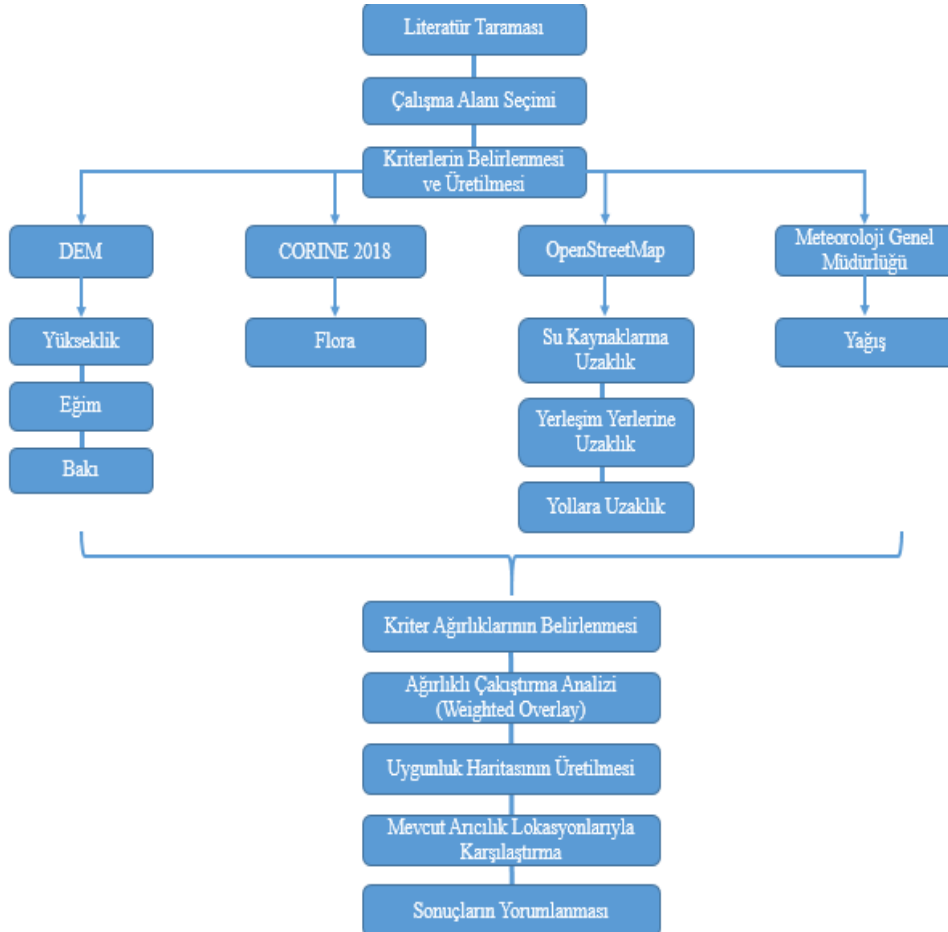 Literatür Taraması
Çalışma Alanı Seçimi
Kriterlerin Belirlenmesi
ve Üretilmesi
DEM
CORINE 2018
OpenStreetMap
Meteoroloji Genel
Müdürlüğü
Yükseklik
Flora
Su Kaynaklarına
Uzaklık
Yağış
Eğim
Yerleşim Yerlerine
Uzaklık
Bakı
Yollara Uzaklık
Kriter Ağırlıklarının Belirlenmesi
Ağırlıklı Çakıştırma Analizi
(Weighted Overlay)
Uygunluk Haritasının Üretilmesi
Mevcut Arıcılık Lokasyonlarıyla
Karşılaştırma
Sonuçların Yorumlanması